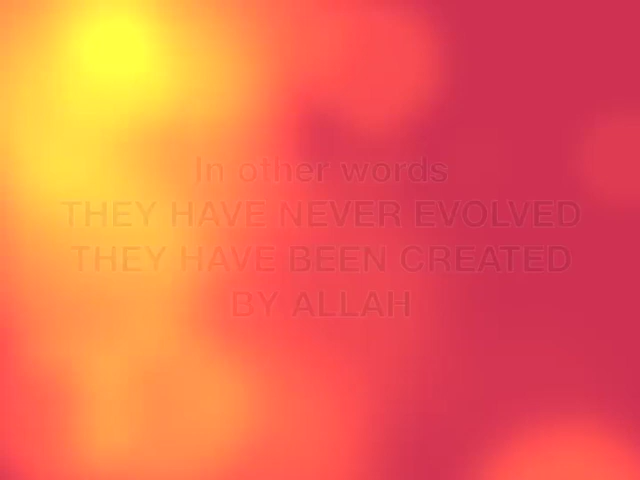 In other words
THEY HAVE NEVER EVOLVED
THEY HAVE BEEN CREATED
BY ALLAH